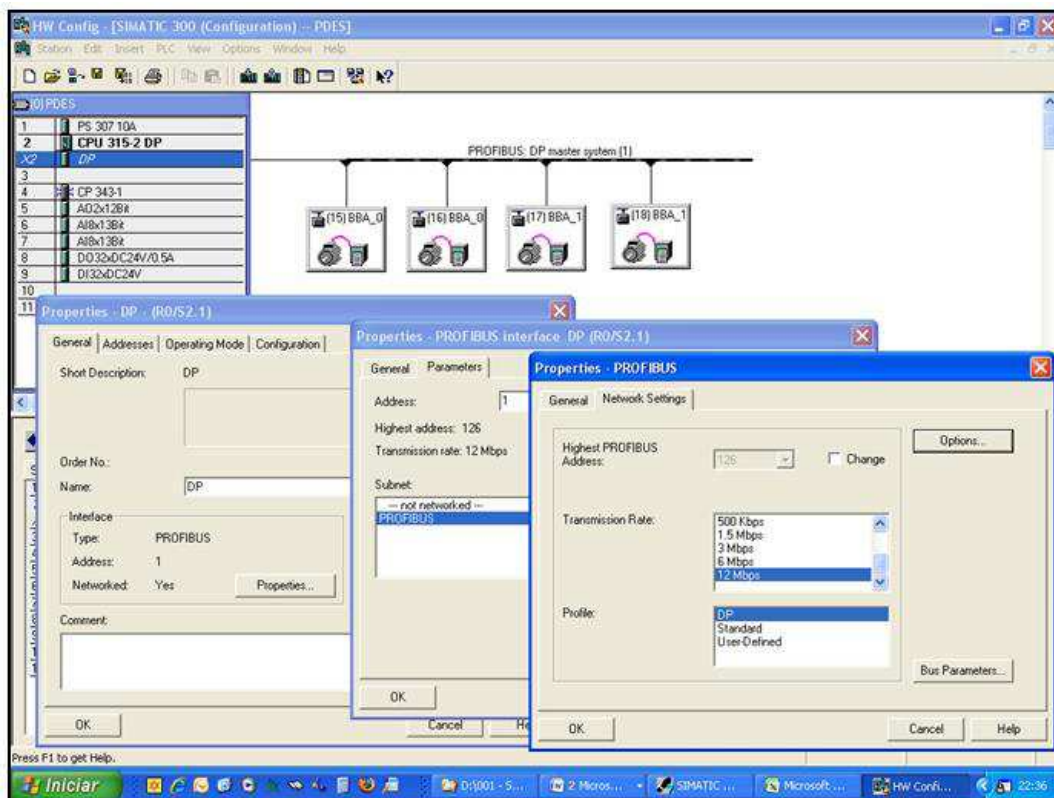 HW Config - [SIMATIC 300 (Configuration) -- PDES]
Station Edit Insert PLC View Options Window Help
(0) PDES
1 PS 307 10A
2 CPU 315-2 DP
X2 DP
3
4 CP 343-1
5 AO2x12Bit
6 AI8x13Bit
7 AI8x13Bit
8 DO32xDC24V/0.5A
9 DI32xDC24V
10
11
PROFIBUS: DP master system (1)
(15) BBA_0
(16) BBA_0
(17) BBA_1
(18) BBA_1
Properties - DP - (R0/S2.1)
General Addresses Operating Mode Configuration
Short Description: DP
Order No.:
Name: DP
Interface
Type: PROFIBUS
Address: 1
Networked: Yes Properties...
Comment:
OK Cancel
Properties - PROFIBUS interface DP (R0/S2.1)
General Parameters
Address: 1
Highest address: 126
Transmission rate: 12 Mbps
Subnet:
--- not networked ---
PROFIBUS
OK
Properties - PROFIBUS
General Network Settings
Highest PROFIBUS
Address: 126 Change
Options...
Transmission Rate: 500 Kbps
1.5 Mbps
3 Mbps
6 Mbps
12 Mbps
Profile: DP
Standard
User-Defined
Bus Parameters...
OK Cancel Help
Press F1 to get Help.
Iniciar D:\001 - S... 2 Micros... SIMATIC ... Microsoft ... HW Confi... 22:36